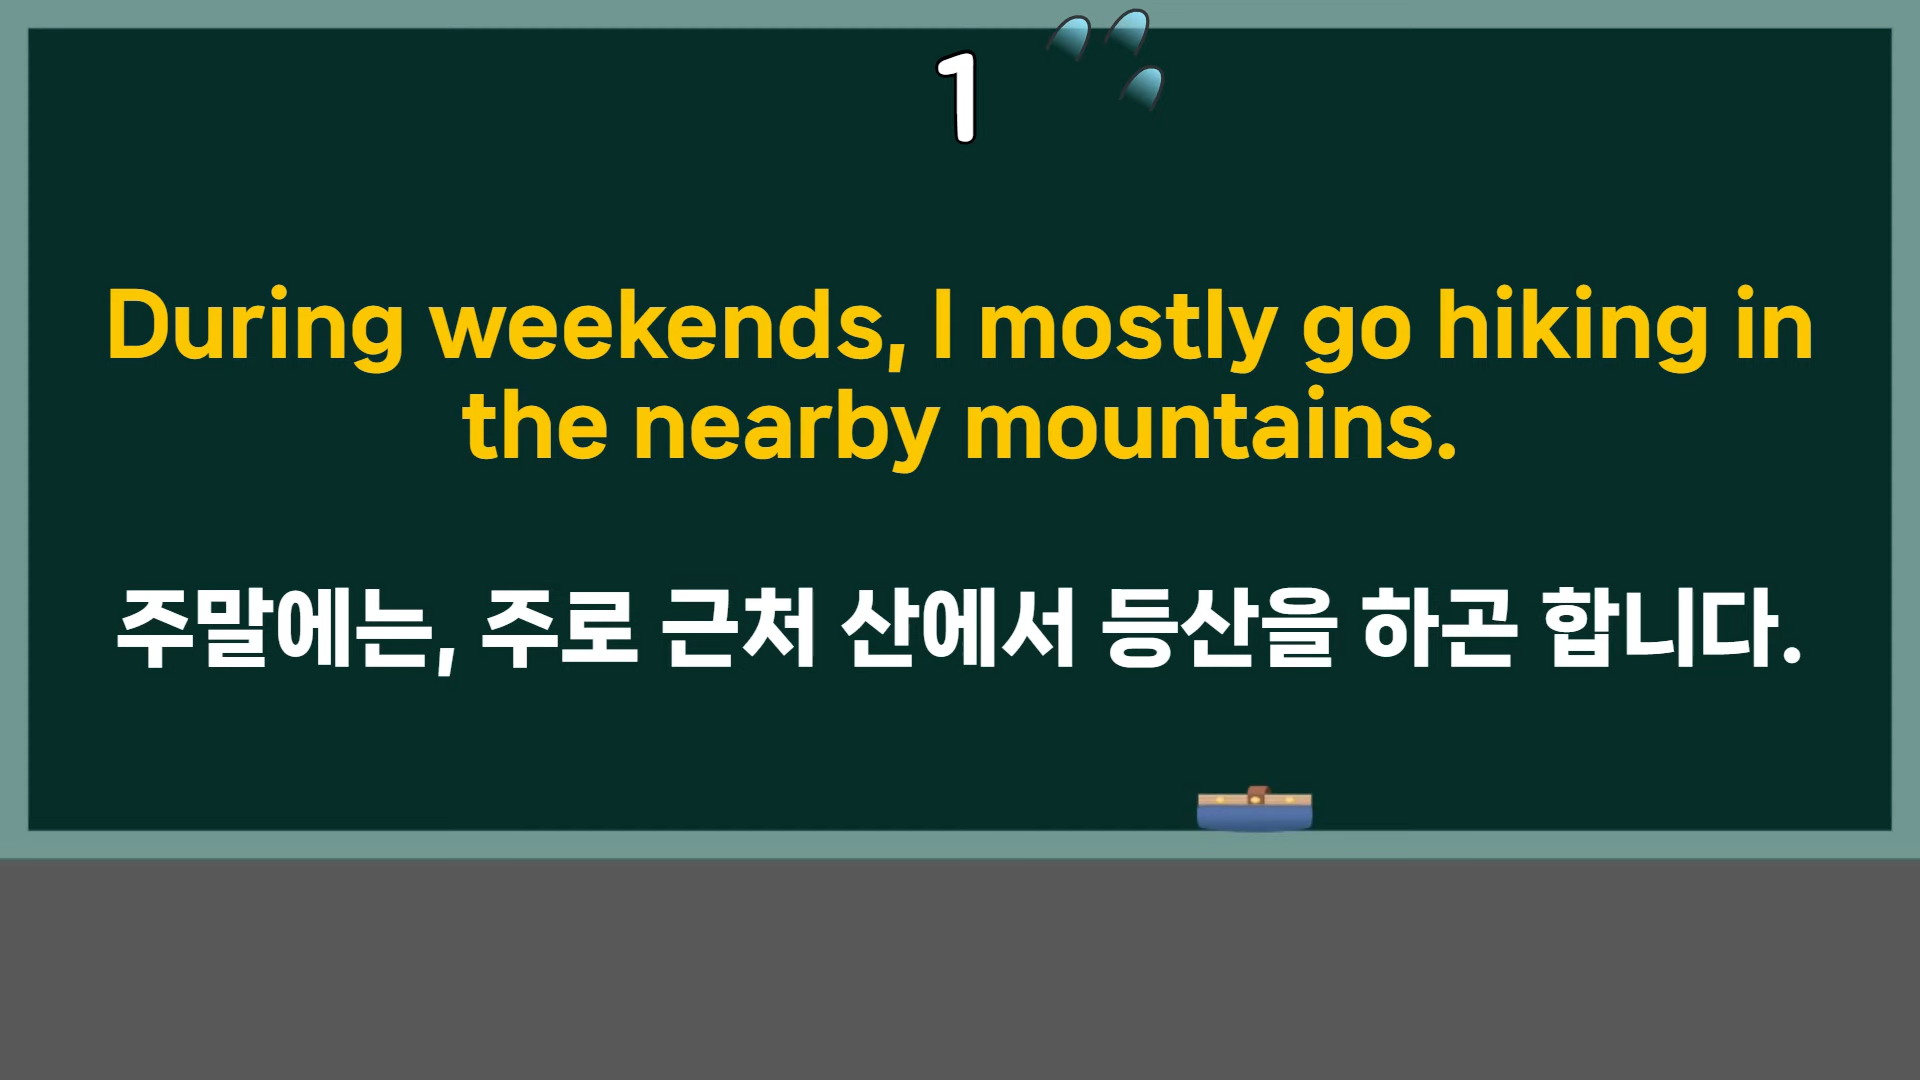 1
During weekends, I mostly go hiking in
the nearby mountains.
주말에는, 주로 근처 산에서 등산을 하곤 합니다.